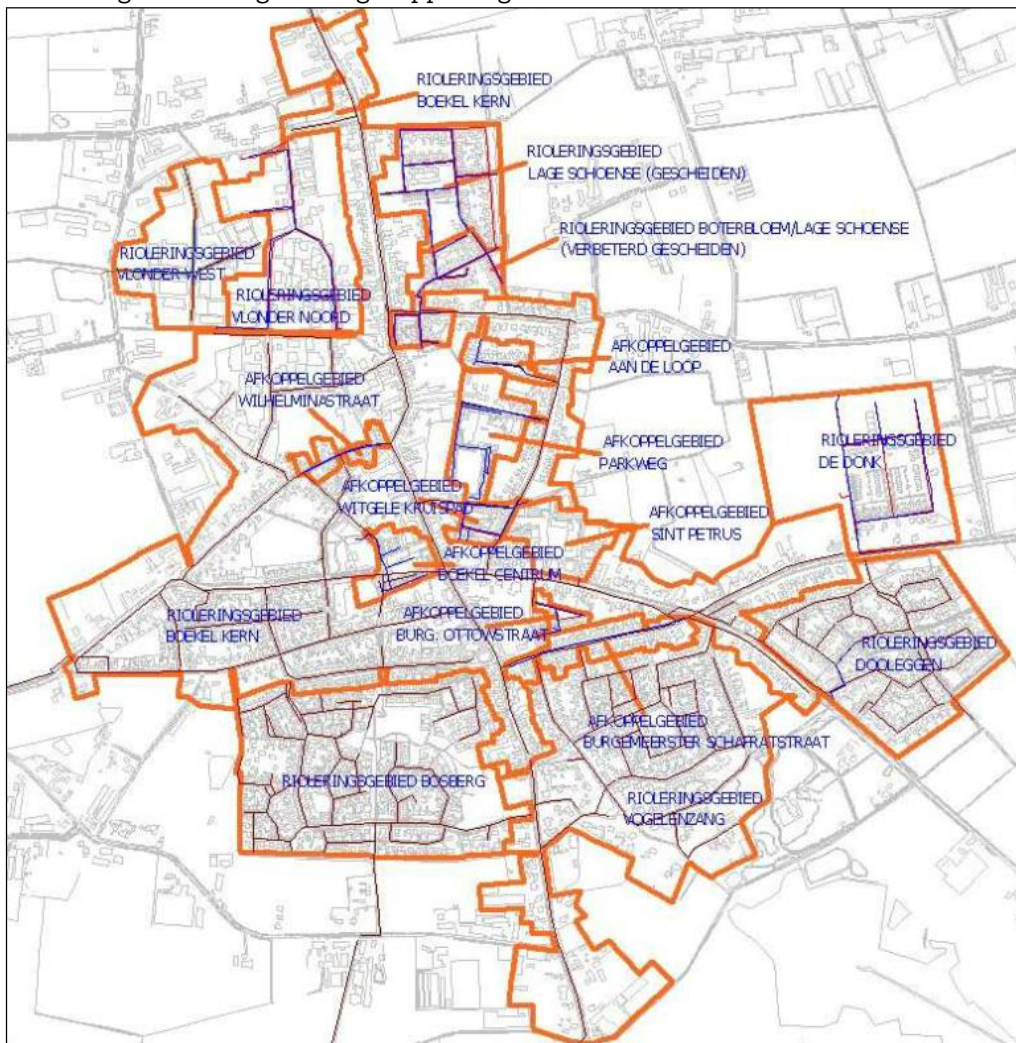 RIOLERINGSGEBIED
BOEKEL KERN
RIOLERINGSGEBIED
LAGE SCHOENSE (GESCHEIDEN)
RIOLERINGSGEBIED BOTERBLOEM/LAGE SCHOENSE
(VERBETERD GESCHEIDEN)
RIOLERINGSGEBIED
VLONDER WEST
RIOLERINGSGEBIED
VLONDER NOORD
AFKOPPELGEBIED
AAN DE LOOP
AFKOPPELGEBIED
WILHELMINASTRAAT
AFKOPPELGEBIED
PARKWEG
RIOLERINGSGEBIED
DE DONK
AFKOPPELGEBIED
WITGELE KRUISPAD
AFKOPPELGEBIED
SINT PETRUS
AFKOPPELGEBIED
BOEKEL CENTRUM
RIOLERINGSGEBIED
BOEKEL KERN
AFKOPPELGEBIED
BURG. OTTOWSTRAAT
RIOLERINGSGEBIED
DOOLEGGEN
AFKOPPELGEBIED
BURGEMEERSTER SCHAFRATSTRAAT
RIOLERINGSGEBIED BOSBERG
RIOLERINGSGEBIED
VOGELENZANG